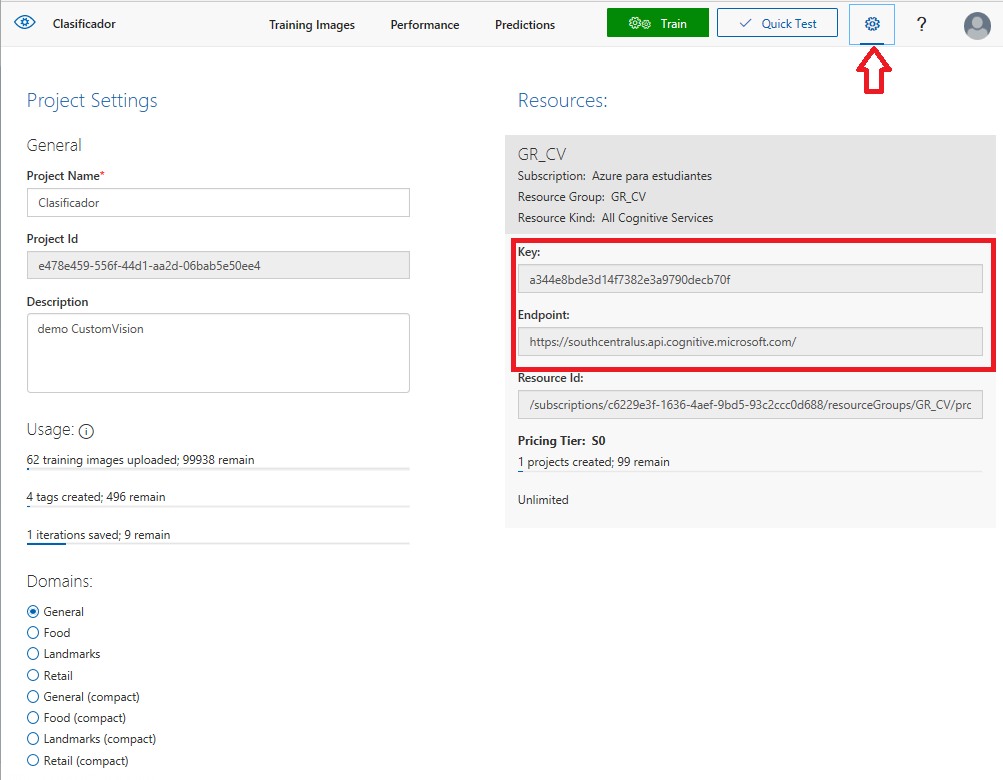 Clasificador
Training Images
Performance
Predictions
Train
Quick Test
?
Project Settings
General
Project Name*
Clasificador
Project Id
e478e459-556f-44d1-aa2d-06bab5e50ee4
Description
demo CustomVision
Usage:
62 training images uploaded; 99938 remain
4 tags created; 496 remain
1 iterations saved; 9 remain
Domains:
General
Food
Landmarks
Retail
General (compact)
Food (compact)
Landmarks (compact)
Retail (compact)
Resources:
GR_CV
Subscription: Azure para estudiantes
Resource Group: GR_CV
Resource Kind: All Cognitive Services
Key:
a344e8bde3d14f7382e3a9790decb70f
Endpoint:
https://southcentralus.api.cognitive.microsoft.com/
Resource Id:
/subscriptions/c6229e3f-1636-4aef-9bd5-93c2ccc0d688/resourceGroups/GR_CV/prc
Pricing Tier: S0
1 projects created; 99 remain
Unlimited